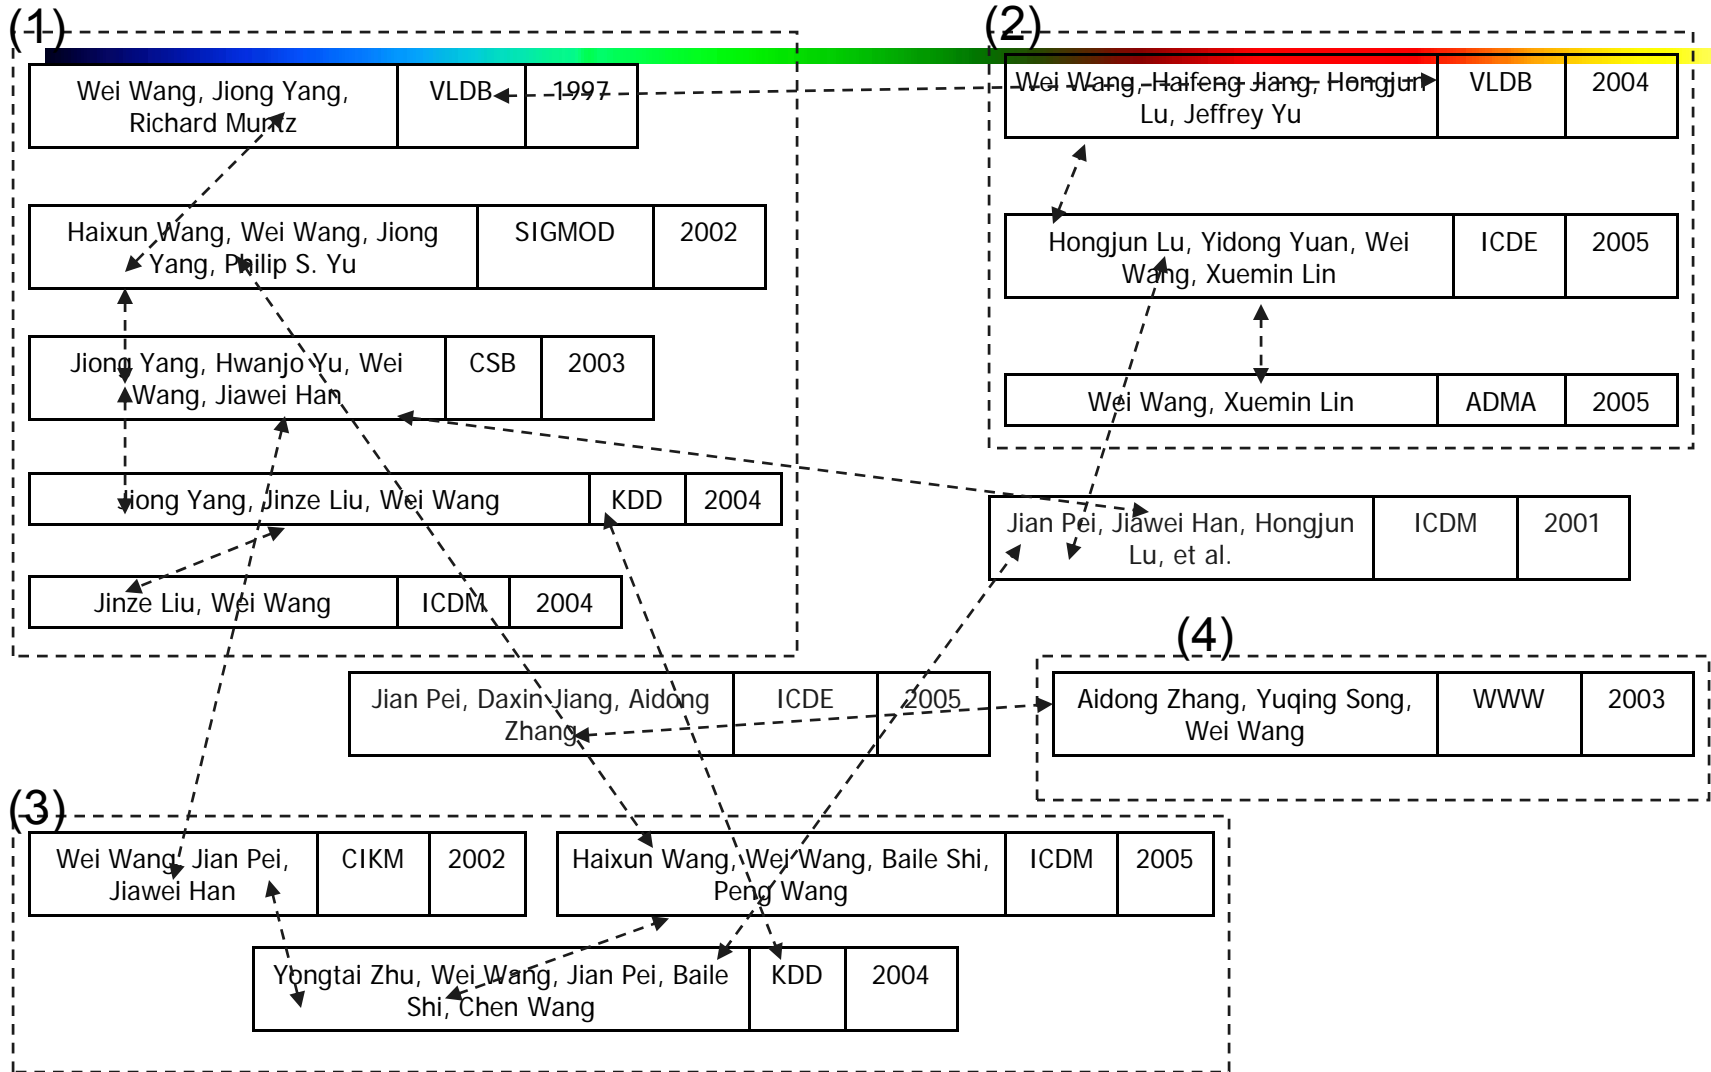 (1)
Wei Wang, Jiong Yang,
Richard Muntz
VLDB
1997
Haixun Wang, Wei Wang, Jiong
Yang, Philip S. Yu
SIGMOD
2002
Jiong Yang, Hwanjo Yu, Wei
Wang, Jiawei Han
CSB
2003
Jiong Yang, Jinze Liu, Wei Wang
KDD
2004
Jinze Liu, Wei Wang
ICDM
2004
(2)
Wei Wang, Haifeng Jiang, Hongjun
Lu, Jeffrey Yu
VLDB
2004
Hongjun Lu, Yidong Yuan, Wei
Wang, Xuemin Lin
ICDE
2005
Wei Wang, Xuemin Lin
ADMA
2005
Jian Pei, Jiawei Han, Hongjun
Lu, et al.
ICDM
2001
Jian Pei, Daxin Jiang, Aidong
Zhang
ICDE
2005
(4)
Aidong Zhang, Yuqing Song,
Wei Wang
WWW
2003
(3)
Wei Wang, Jian Pei,
Jiawei Han
CIKM
2002
Haixun Wang, Wei Wang, Baile Shi,
Peng Wang
ICDM
2005
Yongtai Zhu, Wei Wang, Jian Pei, Baile
Shi, Chen Wang
KDD
2004